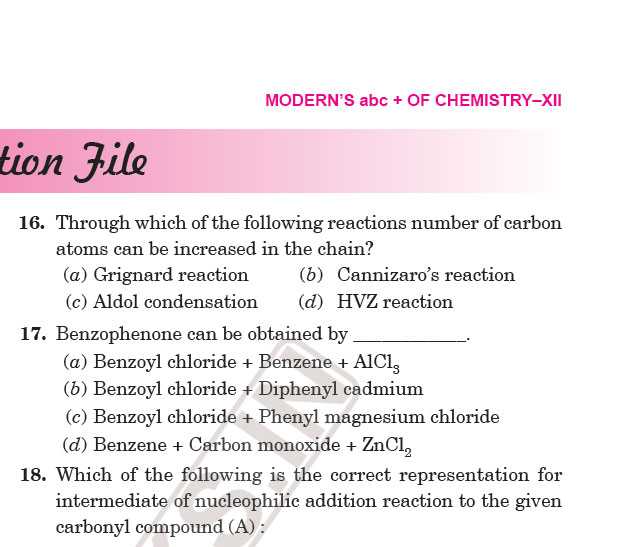 MODERN'S abc + OF CHEMISTRY–XII
tion File
16. Through which of the following reactions number of carbon
atoms can be increased in the chain?
(a) Grignard reaction (b) Cannizaro's reaction
(c) Aldol condensation (d) HVZ reaction
17. Benzophenone can be obtained by ____________.
(a) Benzoyl chloride + Benzene + AlCl₃
(b) Benzoyl chloride + Diphenyl cadmium
(c) Benzoyl chloride + Phenyl magnesium chloride
(d) Benzene + Carbon monoxide + ZnCl₂
18. Which of the following is the correct representation for
intermediate of nucleophilic addition reaction to the given
carbonyl compound (A) :